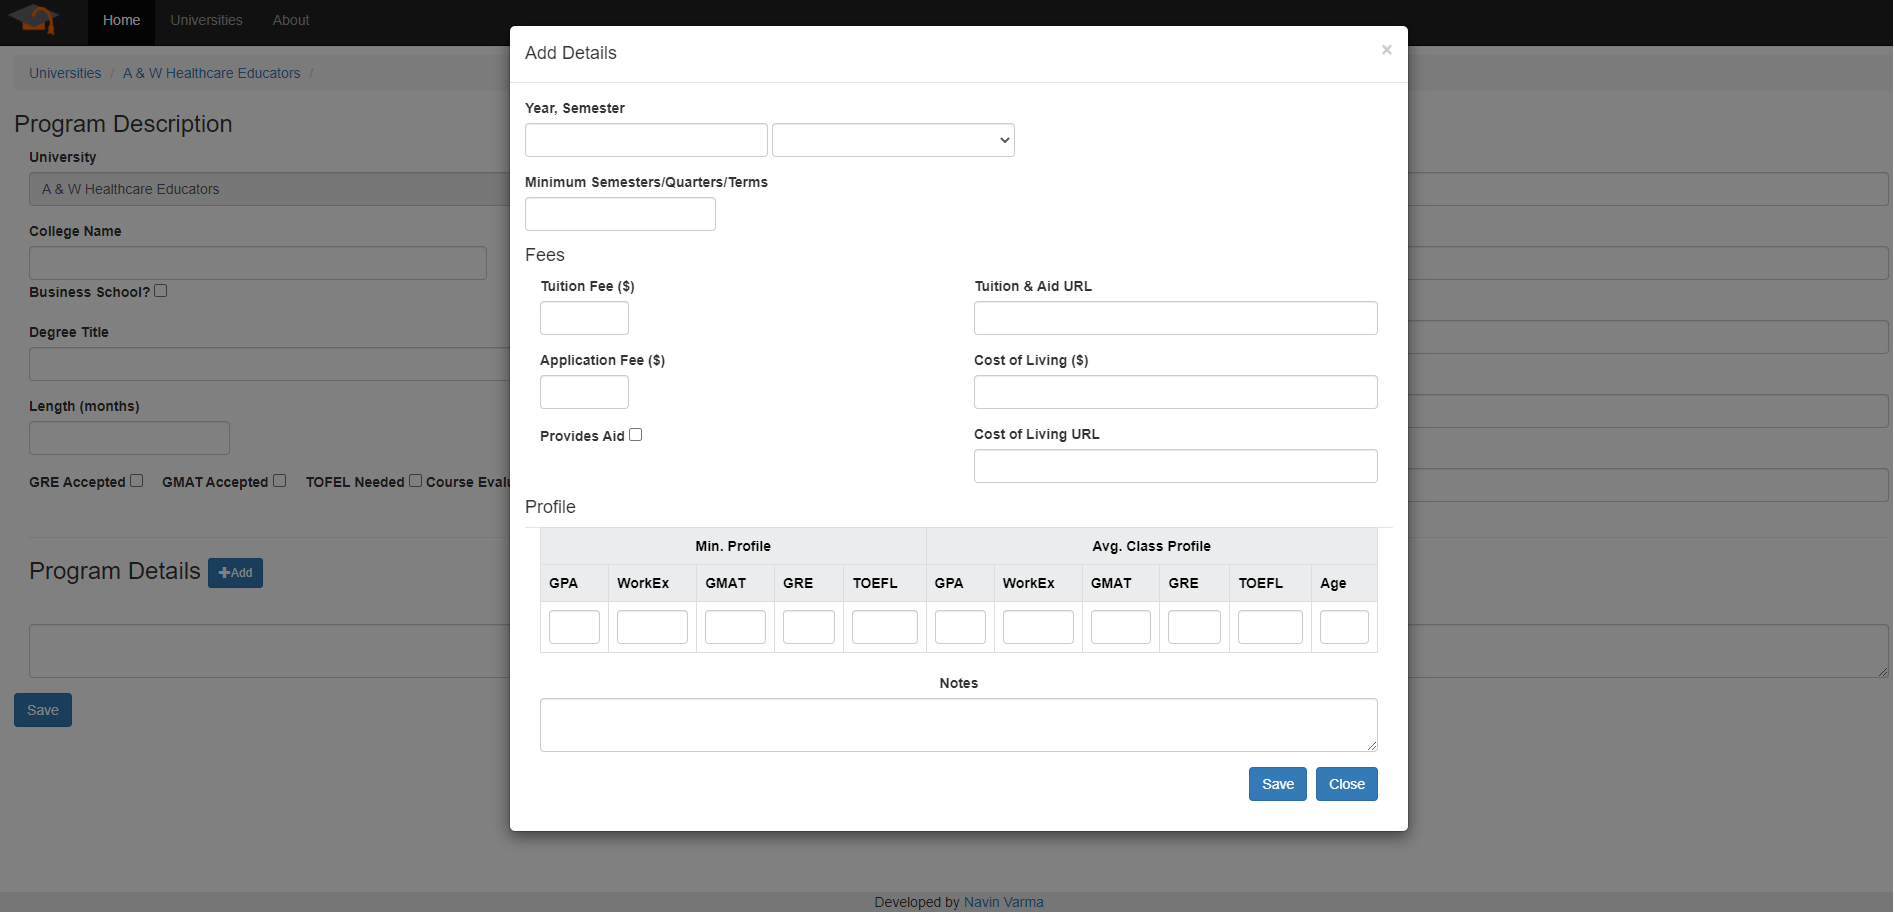 Home Universities About
Universities / A & W Healthcare Educators /
Program Description
University
A & W Healthcare Educators
College Name
Business School?
Degree Title
Length (months)
GRE Accepted GMAT Accepted TOFEL Needed Course Evalu
Program Details +Add
Save
Add Details ×
Year, Semester
Minimum Semesters/Quarters/Terms
Fees
Tuition Fee ($) Tuition & Aid URL
Application Fee ($) Cost of Living ($)
Provides Aid Cost of Living URL
Profile
Min. Profile Avg. Class Profile
GPA WorkEx GMAT GRE TOEFL GPA WorkEx GMAT GRE TOEFL Age
Notes
Save Close
Developed by Navin Varma